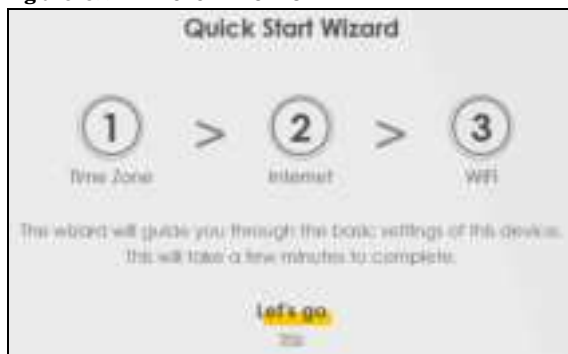 Quick Start Wizard
1 > 2 > 3
Time Zone Internet WiFi
The wizard will guide you through the basic settings of this device.
This will take a few minutes to complete.
Let's go